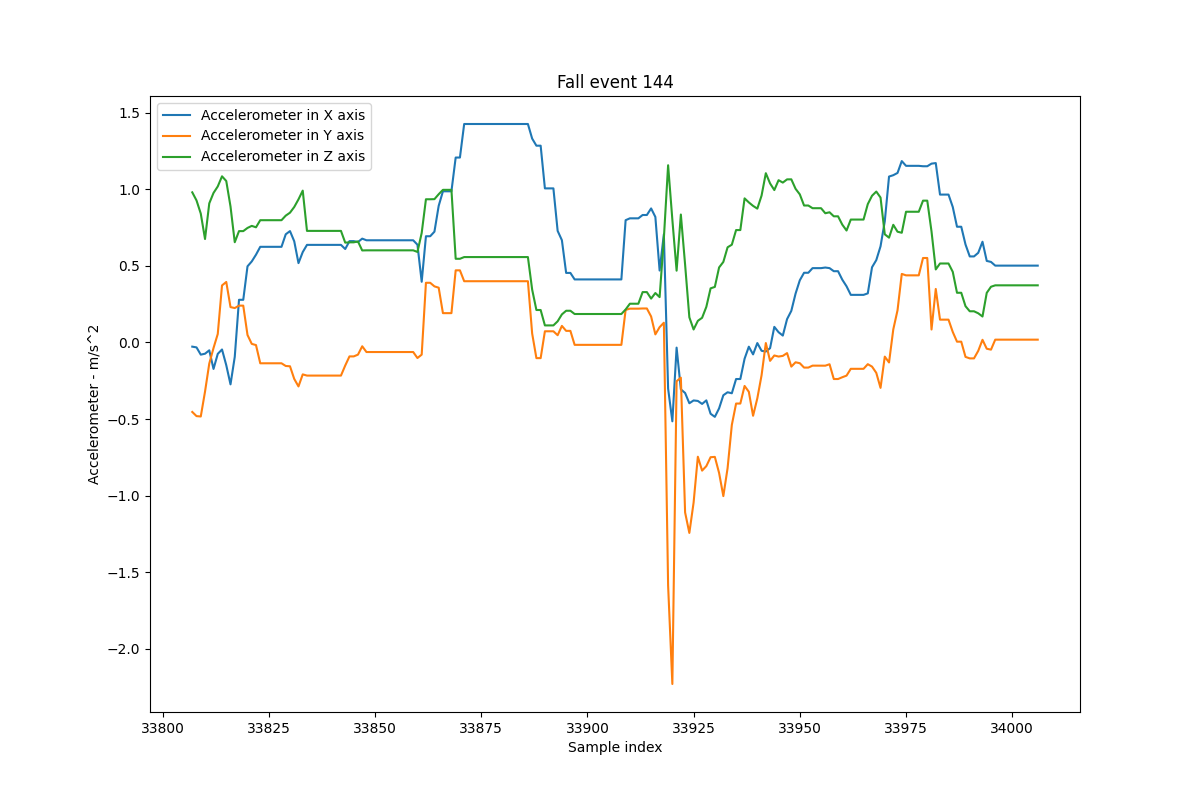 Fall event 144
Accelerometer in X axis
Accelerometer in Y axis
Accelerometer in Z axis
1.5
1.0
0.5
0.0
−0.5
−1.0
−1.5
−2.0
Accelerometer - m/s^2
33800 33825 33850 33875 33900 33925 33950 33975 34000
Sample index